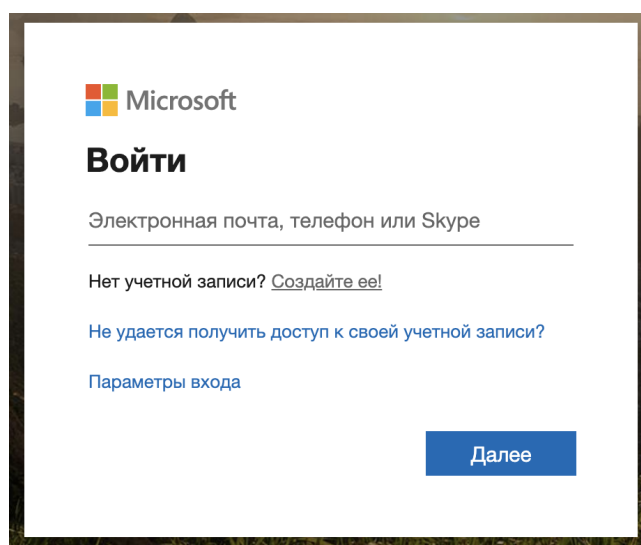 Microsoft
Войти
Электронная почта, телефон или Skype
Нет учетной записи? Создайте ее!
Не удается получить доступ к своей учетной записи?
Параметры входа
Далее